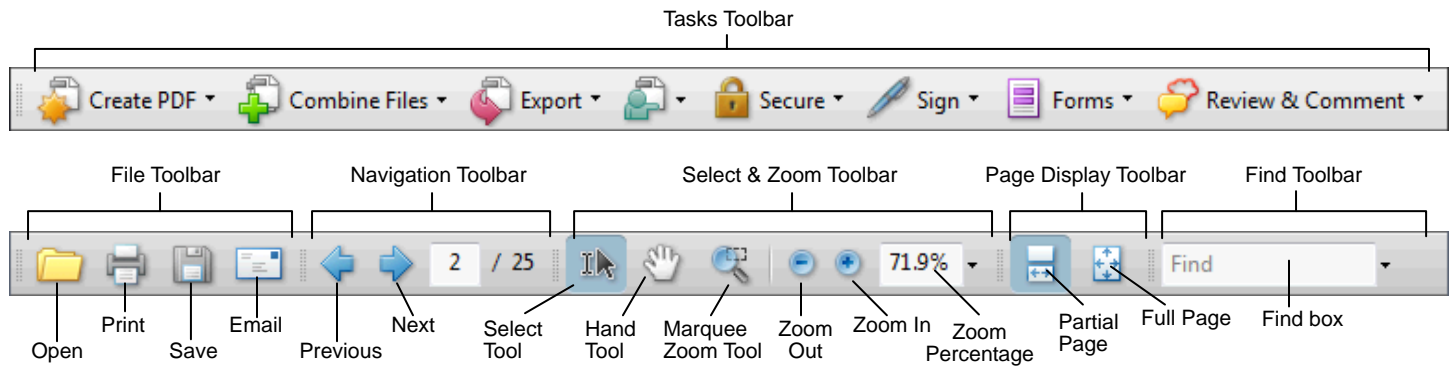 Tasks Toolbar
Create PDF Combine Files Export Secure Sign Forms Review & Comment
File Toolbar Navigation Toolbar Select & Zoom Toolbar Page Display Toolbar Find Toolbar
2 / 25 71.9% Find
Open Print Save Email Previous Next Select Tool Hand Tool Marquee Zoom Tool Zoom Out Zoom In Zoom Percentage Partial Page Full Page Find box